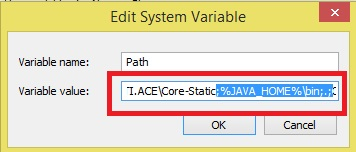 Edit System Variable
Variable name: Path
Variable value: I.ACE\Core-Static;%JAVA_HOME%\bin;.;
OK Cancel